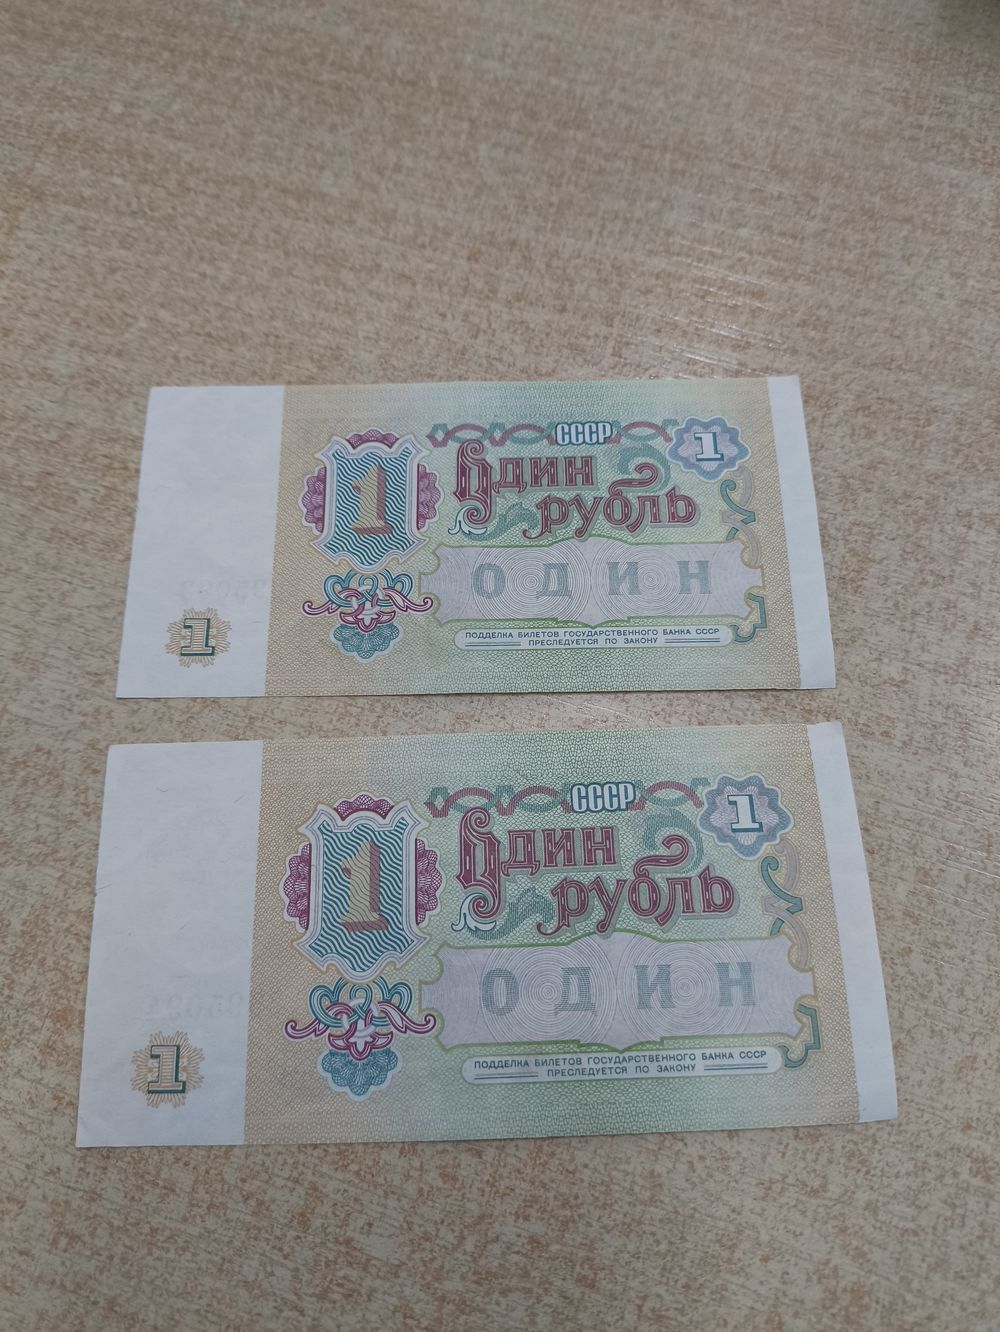 СССР
1
1
Один
рубль
ОДИН
ПОДДЕЛКА БИЛЕТОВ ГОСУДАРСТВЕННОГО БАНКА СССР
ПРЕСЛЕДУЕТСЯ ПО ЗАКОНУ
1
СССР
1
1
Один
рубль
ОДИН
ПОДДЕЛКА БИЛЕТОВ ГОСУДАРСТВЕННОГО БАНКА СССР
ПРЕСЛЕДУЕТСЯ ПО ЗАКОНУ
1